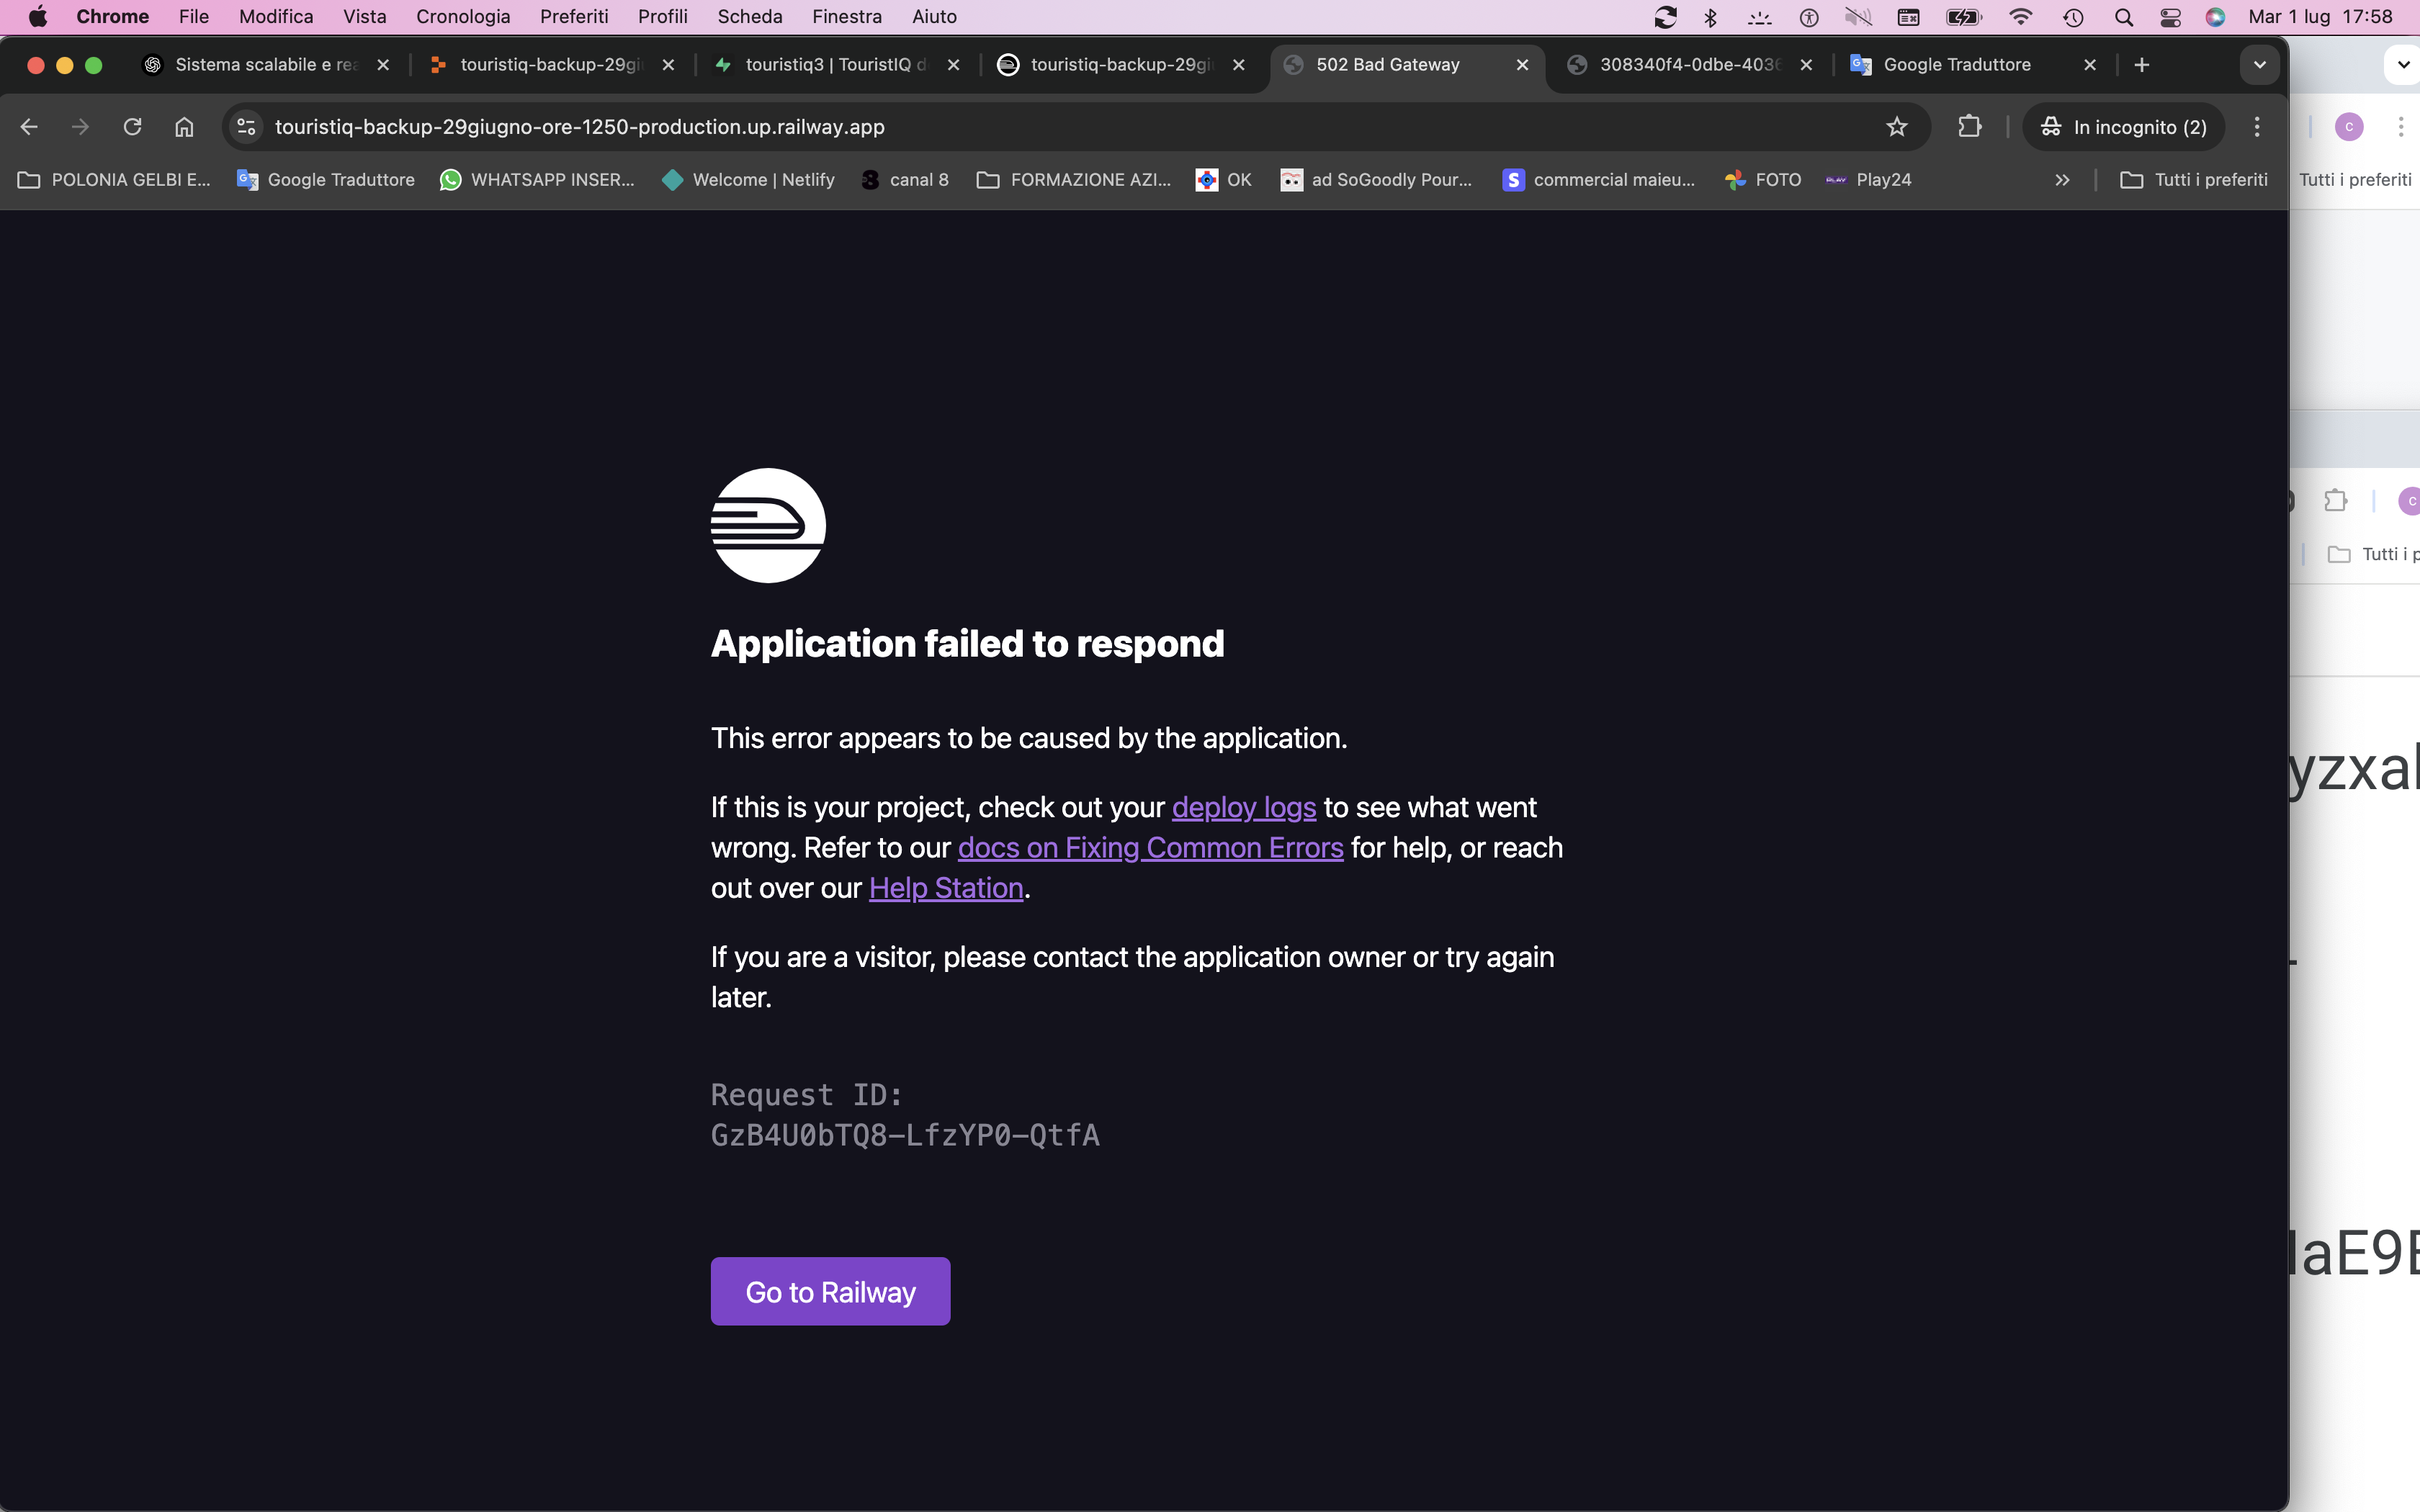 Chrome File Modifica Vista Cronologia Preferiti Profili Scheda Finestra Aiuto Mar 1 lug 17:58
Sistema scalabile e rea touristiq-backup-29giu touristiq3 | TouristIQ d touristiq-backup-29giu 502 Bad Gateway 308340f4-0dbe-4036 Google Traduttore
touristiq-backup-29giugno-ore-1250-production.up.railway.app In incognito (2) c
POLONIA GELBI E... Google Traduttore WHATSAPP INSER... Welcome | Netlify canal 8 FORMAZIONE AZI... OK ad SoGoodly Pour... S commercial maieu... FOTO Play24 Tutti i preferiti Tutti i preferiti
c
Tutti i p
Application failed to respond
This error appears to be caused by the application.
yzxal
If this is your project, check out your deploy logs to see what went
wrong. Refer to our docs on Fixing Common Errors for help, or reach
out over our Help Station.
If you are a visitor, please contact the application owner or try again
later.
Request ID:
GzB4U0bTQ8-LfzYP0-QtfA
aE9
Go to Railway